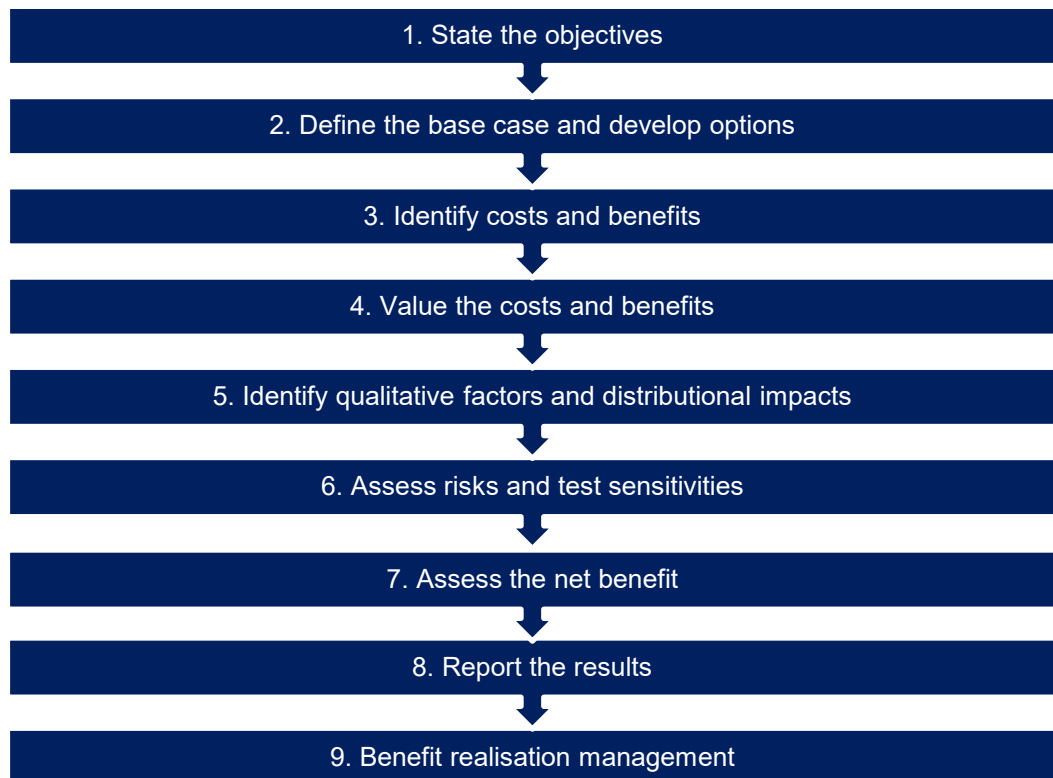 1. State the objectives
2. Define the base case and develop options
3. Identify costs and benefits
4. Value the costs and benefits
5. Identify qualitative factors and distributional impacts
6. Assess risks and test sensitivities
7. Assess the net benefit
8. Report the results
9. Benefit realisation management